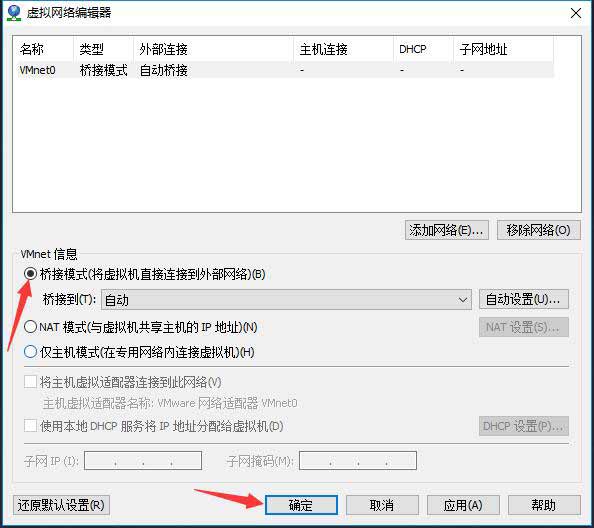 虚拟网络编辑器
名称 类型 外部连接 主机连接 DHCP 子网地址
VMnet0 桥接模式 自动桥接 - - -
添加网络(E)... 移除网络(O)
VMnet 信息
桥接模式(将虚拟机直接连接到外部网络)(B)
桥接到(T): 自动 自动设置(U)...
NAT 模式(与虚拟机共享主机的 IP 地址)(N) NAT 设置(S)...
仅主机模式(在专用网络内连接虚拟机)(H)
将主机虚拟适配器连接到此网络(V)
主机虚拟适配器名称: VMware 网络适配器 VMnet0
使用本地 DHCP 服务将 IP 地址分配给虚拟机(D) DHCP 设置(P)...
子网 IP (I): . . . 子网掩码(M): . . .
还原默认设置(R) 确定 取消 应用(A) 帮助